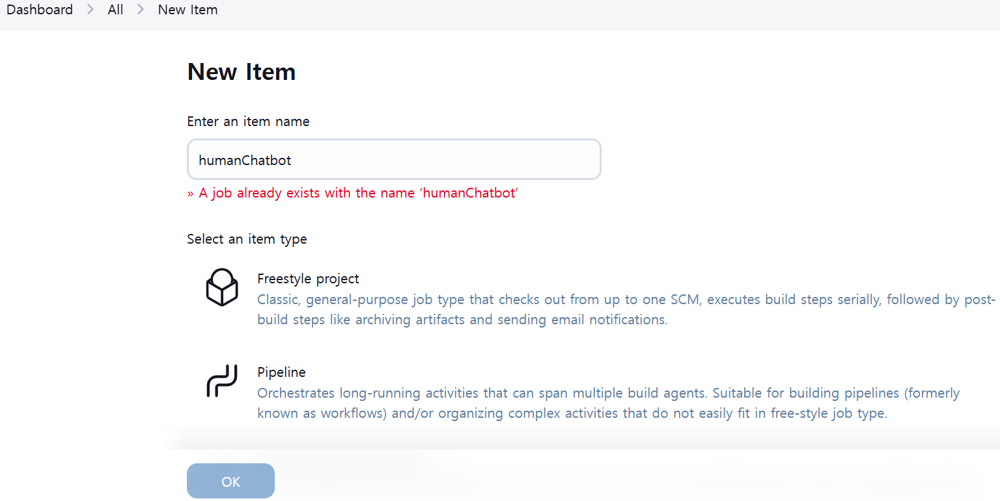 Dashboard > All > New Item
New Item
Enter an item name
humanChatbot
» A job already exists with the name ‘humanChatbot’
Select an item type
Freestyle project
Classic, general-purpose job type that checks out from up to one SCM, executes build steps serially, followed by post-
build steps like archiving artifacts and sending email notifications.
Pipeline
Orchestrates long-running activities that can span multiple build agents. Suitable for building pipelines (formerly
known as workflows) and/or organizing complex activities that do not easily fit in free-style job type.
OK